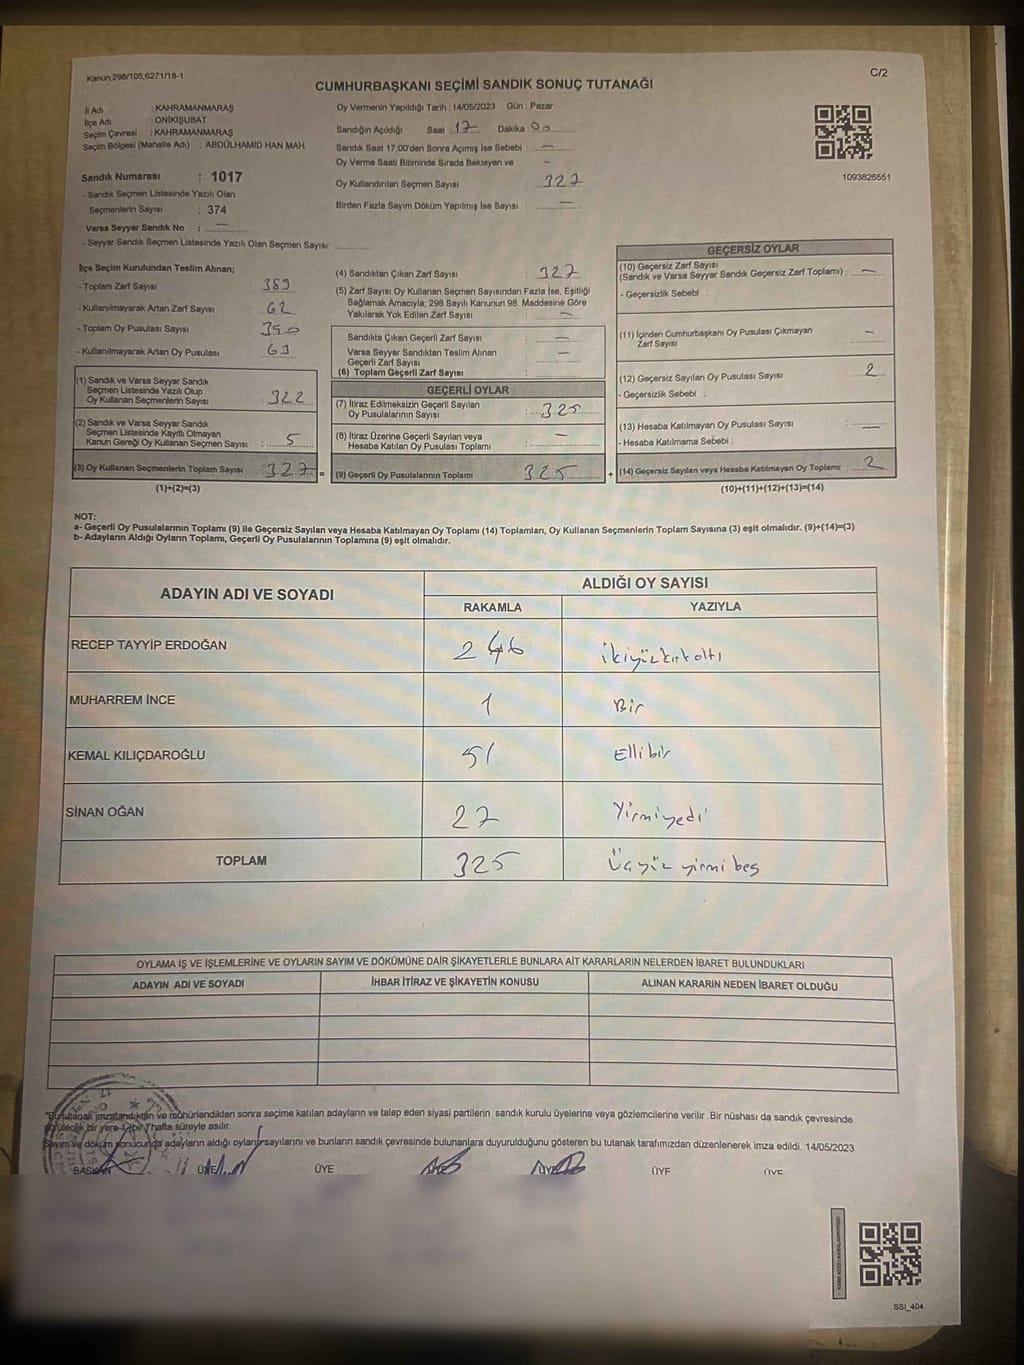 Kanun:298/105,6271/18-1
C/2
CUMHURBAŞKANI SEÇİMİ SANDIK SONUÇ TUTANAĞI
İl Adı : KAHRAMANMARAŞ
İlçe Adı : ONİKİŞUBAT
Seçim Çevresi : KAHRAMANMARAŞ
Seçim Bölgesi (Mahalle Adı) : ABDÜLHAMİD HAN MAH.
Sandık Numarası : 1017
- Sandık Seçmen Listesinde Yazılı Olan
Seçmenlerin Sayısı : 374
Varsa Seyyar Sandık No : —
- Seyyar Sandık Seçmen Listesinde Yazılı Olan Seçmen Sayısı:
Oy Vermenin Yapıldığı Tarih : 14/05/2023 Gün : Pazar
Sandığın Açıldığı Saat 17 Dakika : 00
Sandık Saat 17:00'den Sonra Açımış İse Sebebi : —
Oy Verme Saati Bitiminde Sırada Bekleyen ve —
Oy Kullandırılan Seçmen Sayısı : 327
Birden Fazla Sayım Döküm Yapılmış İse Sayısı : —
1093826551
İlçe Seçim Kurulundan Teslim Alınan;
- Toplam Zarf Sayısı : 389
- Kullanılmayarak Artan Zarf Sayısı : 62
- Toplam Oy Pusulası Sayısı : 390
- Kullanılmayarak Artan Oy Pusulası : 63
(1) Sandık ve Varsa Seyyar Sandık
Seçmen Listesinde Yazılı Olup
Oy Kullanan Seçmenlerin Sayısı : 322
(2) Sandık ve Varsa Seyyar Sandık
Seçmen Listesinde Kayıtlı Olmayan
Kanun Gereği Oy Kullanan Seçmen Sayısı : 5
(3) Oy Kullanan Seçmenlerin Toplam Sayısı : 327 =
(1)+(2)=(3)
(4) Sandıktan Çıkan Zarf Sayısı : 327
(5) Zarf Sayısı Oy Kullanan Seçmen Sayısından Fazla İse, Eşitliği
Sağlamak Amacıyla, 298 Sayılı Kanunun 98. Maddesine Göre
Yakılarak Yok Edilen Zarf Sayısı : —
Sandıkta Çıkan Geçerli Zarf Sayısı : —
Varsa Seyyar Sandıktan Teslim Alınan
Geçerli Zarf Sayısı : —
(6) Toplam Geçerli Zarf Sayısı :
GEÇERLİ OYLAR
(7) İtiraz Edilmeksizin Geçerli Sayılan
Oy Pusulalarının Sayısı : 325
(8) İtiraz Üzerine Geçerli Sayılan veya
Hesaba Katılan Oy Pusulası Toplamı : —
(9) Geçerli Oy Pusulalarının Toplamı 325 +
GEÇERSİZ OYLAR
(10) Geçersiz Zarf Sayısı
(Sandık ve Varsa Seyyar Sandık Geçersiz Zarf Toplamı) : —
- Geçersizlik Sebebi :
(11) İçinden Cumhurbaşkanı Oy Pusulası Çıkmayan
Zarf Sayısı : —
(12) Geçersiz Sayılan Oy Pusulası Sayısı : 2
- Geçersizlik Sebebi :
(13) Hesaba Katılmayan Oy Pusulası Sayısı : —
- Hesaba Katılmama Sebebi :
(14) Geçersiz Sayılan veya Hesaba Katılmayan Oy Toplamı : 2
(10)+(11)+(12)+(13)=(14)
NOT:
a- Geçerli Oy Pusulalarının Toplamı (9) ile Geçersiz Sayılan veya Hesaba Katılmayan Oy Toplamı (14) Toplamları, Oy Kullanan Seçmenlerin Toplam Sayısına (3) eşit olmalıdır. (9)+(14)=(3)
b- Adayların Aldığı Oyların Toplamı, Geçerli Oy Pusulalarının Toplamına (9) eşit olmalıdır.
ADAYIN ADI VE SOYADI
ALDIĞI OY SAYISI
RAKAMLA YAZIYLA
RECEP TAYYİP ERDOĞAN 246 ikiyüzkırkaltı
MUHARREM İNCE 1 Bir
KEMAL KILIÇDAROĞLU 51 Ellibir
SİNAN OĞAN 27 Yirmiyedi
TOPLAM 325 Üçyüz yirmi beş
OYLAMA İŞ VE İŞLEMLERİNE VE OYLARIN SAYIM VE DÖKÜMÜNE DAİR ŞİKAYETLERLE BUNLARA AİT KARARLARIN NELERDEN İBARET BULUNDUKLARI
ADAYIN ADI VE SOYADI İHBAR İTİRAZ VE ŞİKAYETİN KONUSU ALINAN KARARIN NEDEN İBARET OLDUĞU
*Bu tutanak imzalandıktan ve mühürlendikten sonra seçime katılan adayların ve talep eden siyasi partilerin sandık kurulu üyelerine veya gözlemcilerine verilir .Bir nüshası da sandık çevresinde
görülecik bir yere 1 (bir) hafta süreyle asılır.
Sayım ve döküm sonucunda adayların aldığı oyların sayılarını ve bunların sandık çevresinde bulunanlara duyurulduğunu gösteren bu tutanak tarafımızdan düzenlenerek imza edildi. 14/05/2023
BAŞKAN ÜYE ÜYE ÜYE ÜYE ÜYE ÜYE
SSI_404